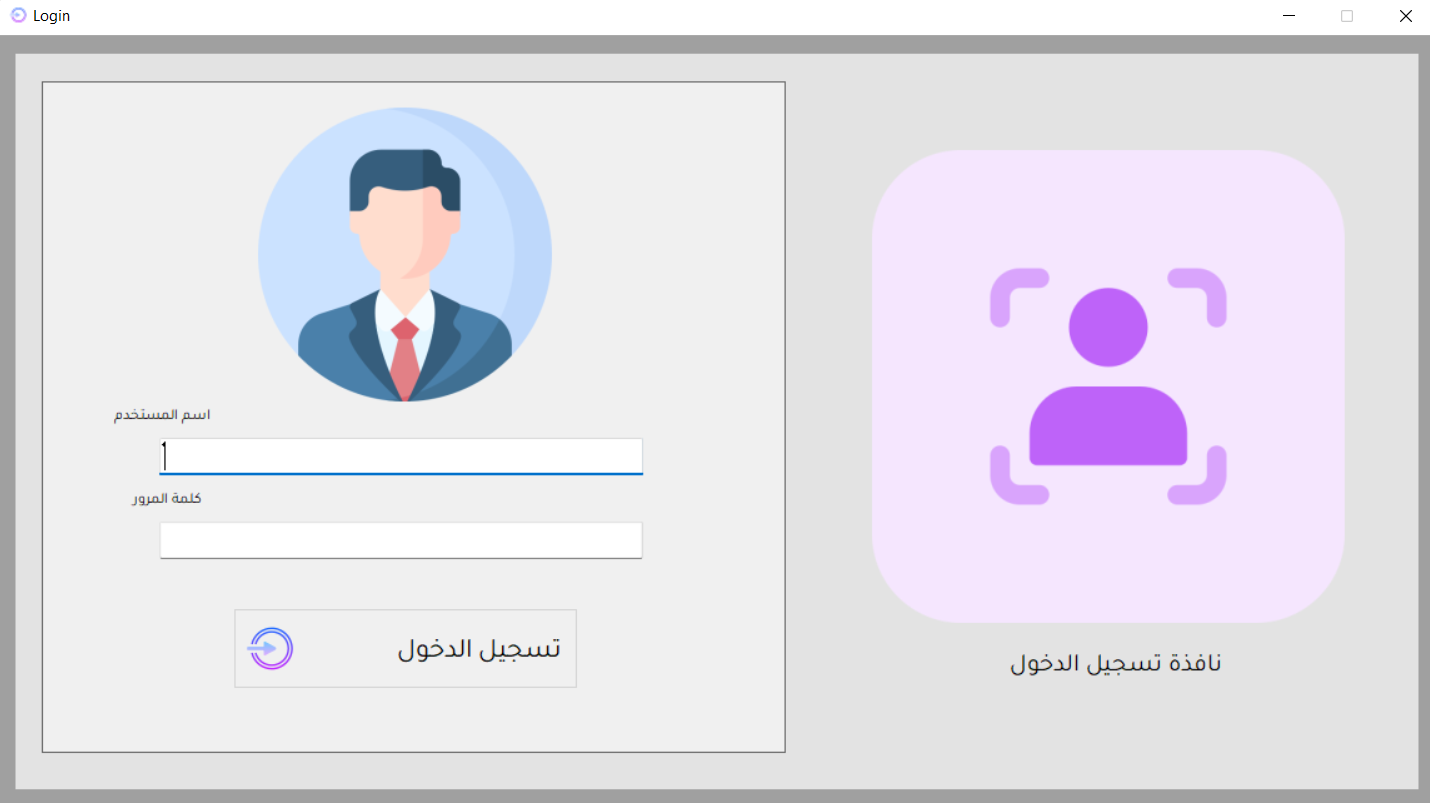 Login
اسم المستخدم
كلمة المرور
تسجيل الدخول
نافذة تسجيل الدخول